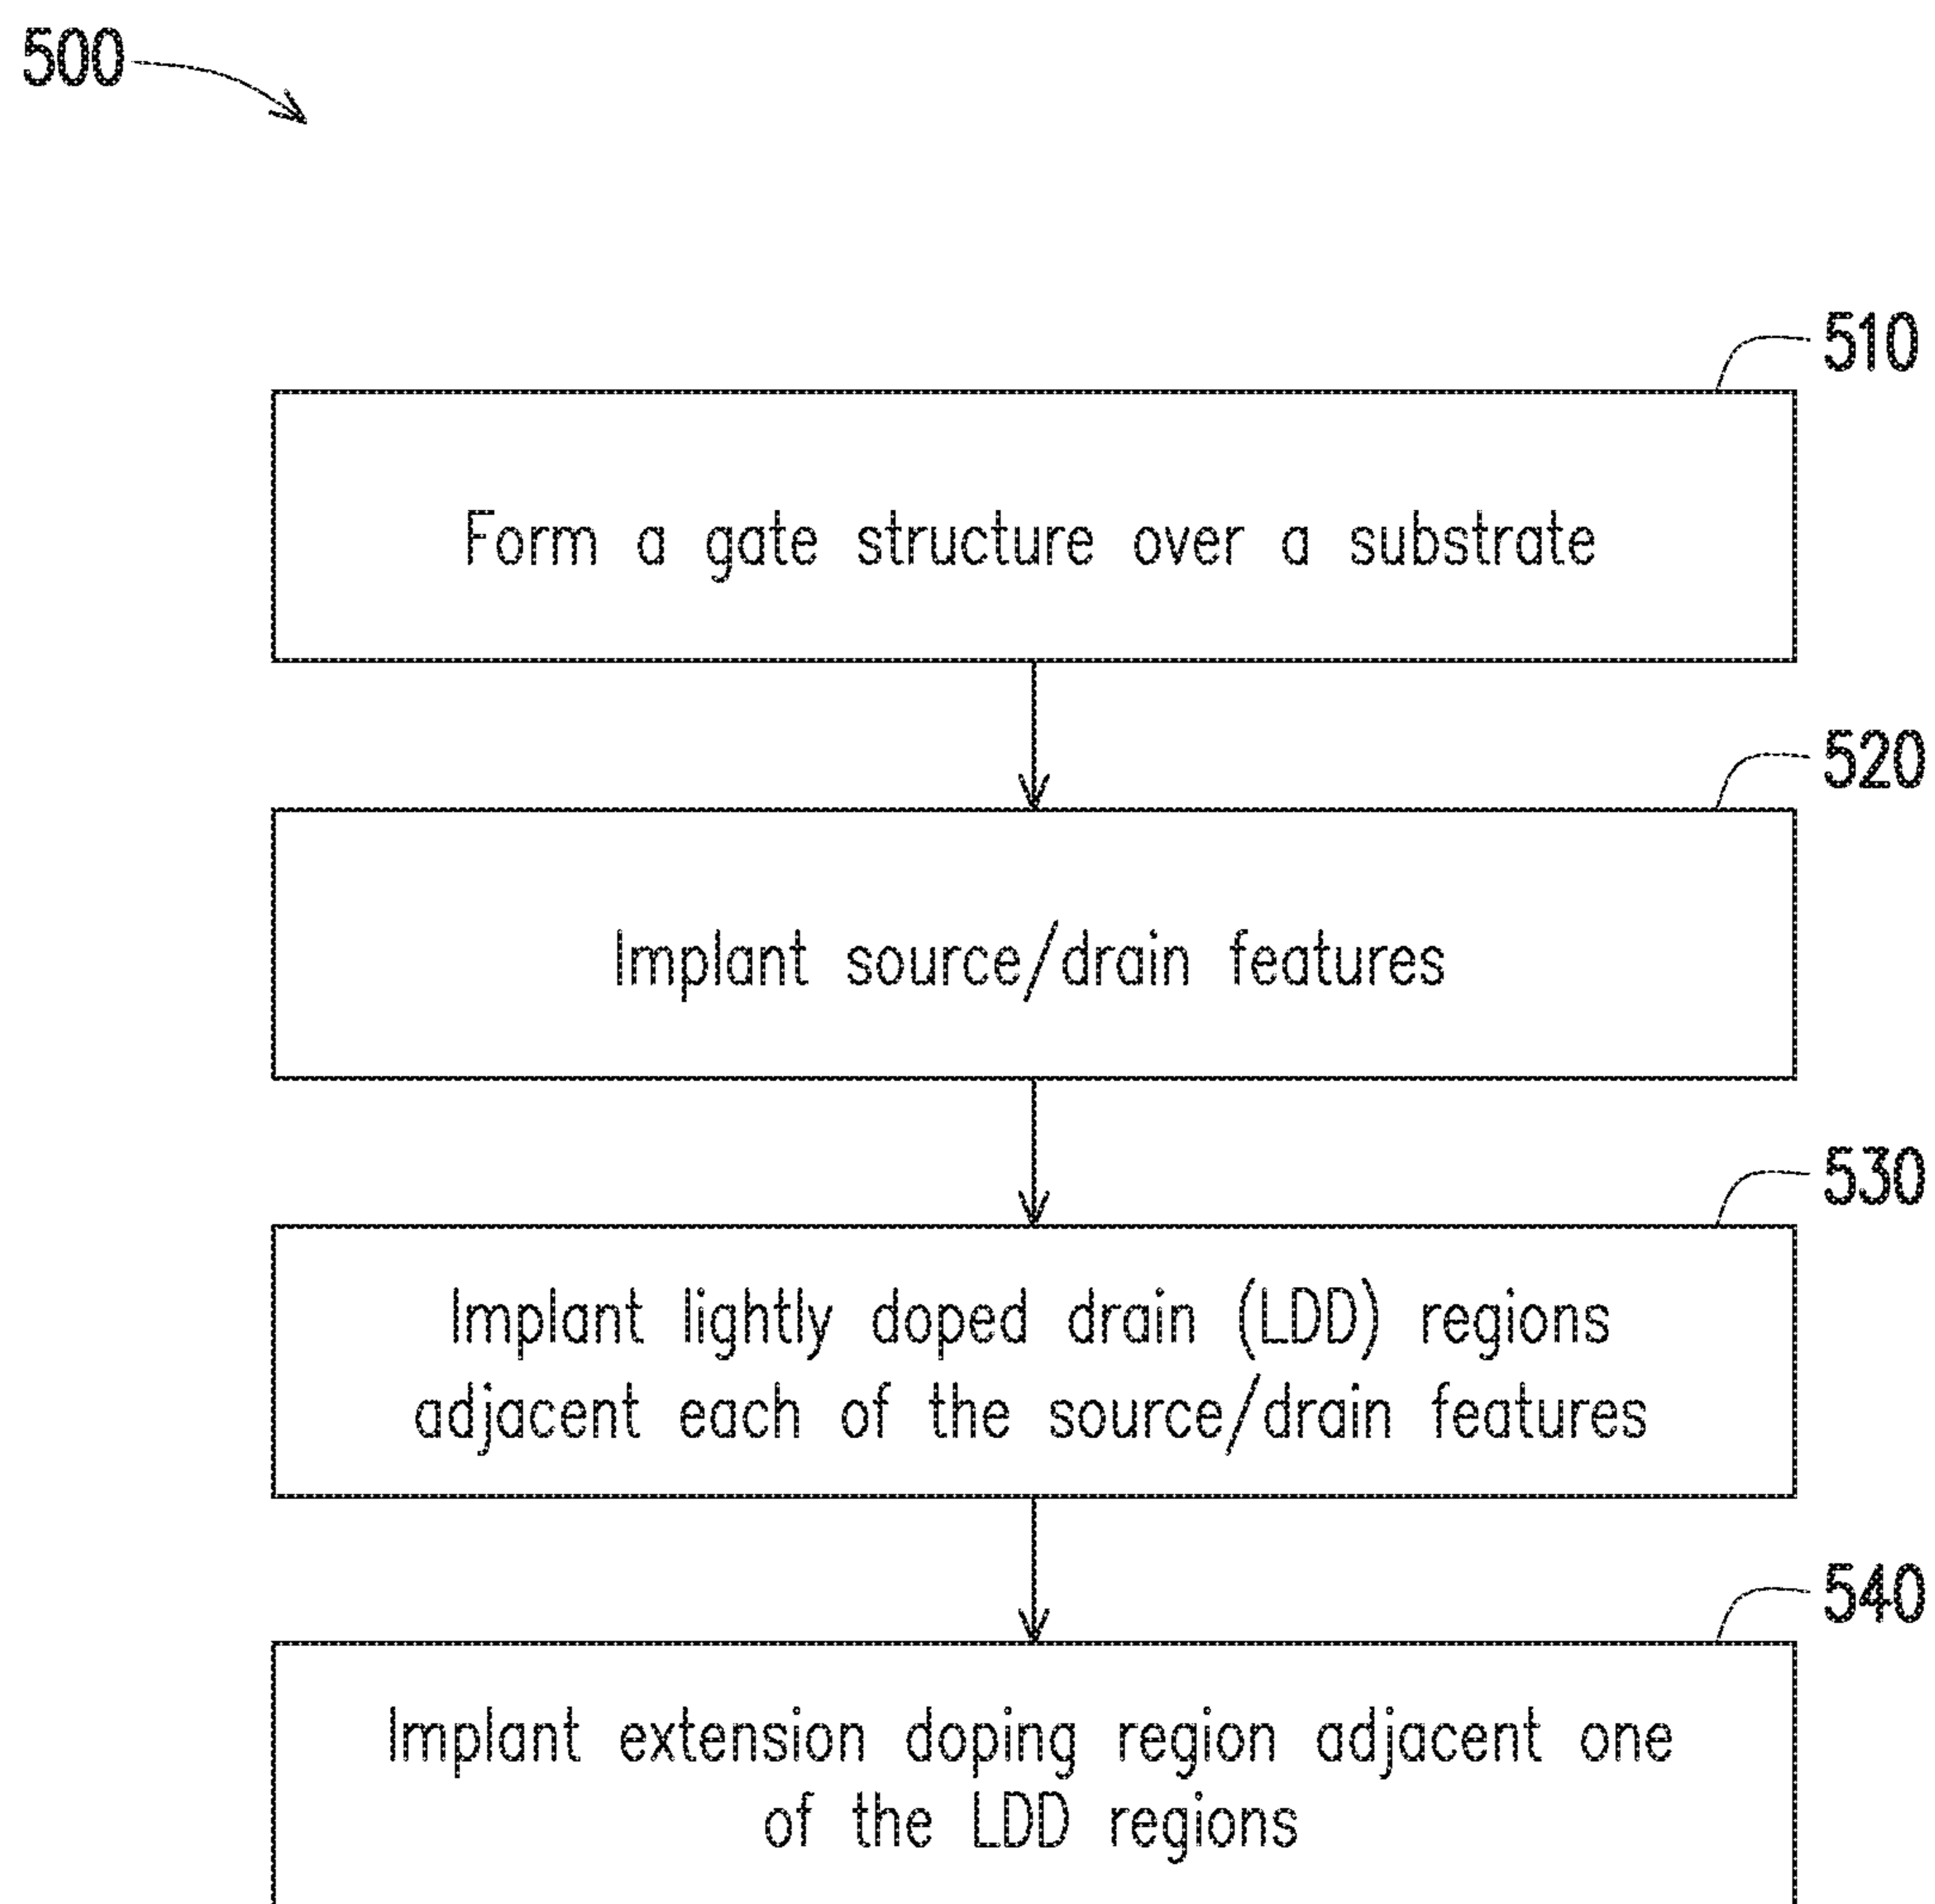 500
510
Form a gate structure over a substrate
520
Implant source/drain features
530
Implant lightly doped drain (LDD) regions
adjacent each of the source/drain features
540
Implant extension doping region adjacent one
of the LDD regions